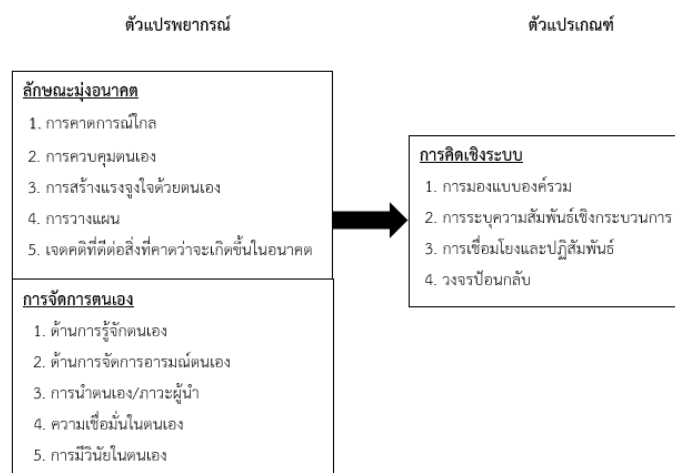 ตัวแปรพยากรณ์
ตัวแปรเกณฑ์
ลักษณะมุ่งอนาคต
1. การคาดการณ์ไกล
2. การควบคุมตนเอง
3. การสร้างแรงจูงใจด้วยตนเอง
4. การวางแผน
5. เจตคติที่ดีต่อสิ่งที่คาดว่าจะเกิดขึ้นในอนาคต
การจัดการตนเอง
1. ด้านการรู้จักตนเอง
2. ด้านการจัดการอารมณ์ตนเอง
3. การนำตนเอง/ภาวะผู้นำ
4. ความเชื่อมั่นในตนเอง
5. การมีวินัยในตนเอง
การคิดเชิงระบบ
1. การมองแบบองค์รวม
2. การระบุความสัมพันธ์เชิงกระบวนการ
3. การเชื่อมโยงและปฏิสัมพันธ์
4. วงจรป้อนกลับ